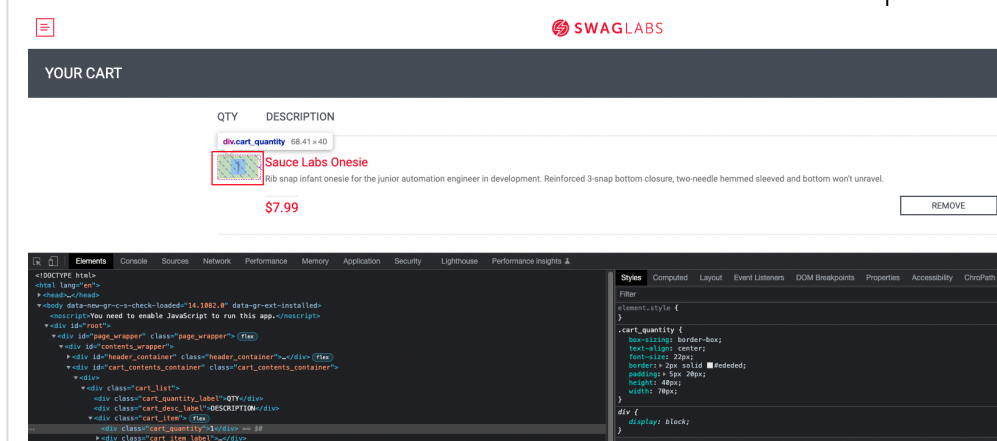 SWAGLABS
YOUR CART
QTY DESCRIPTION
div.cart_quantity 68.41 × 40
1
Sauce Labs Onesie
Rib snap infant onesie for the junior automation engineer in development. Reinforced 3-snap bottom closure, two-needle hemmed sleeved and bottom won't unravel.
$7.99
REMOVE
Elements Console Sources Network Performance Memory Application Security Lighthouse Performance insights
<!DOCTYPE html>
<html lang="en">
▶<head>…</head>
▼<body data-new-gr-c-s-check-loaded="14.1082.0" data-gr-ext-installed>
<noscript>You need to enable JavaScript to run this app.</noscript>
▼<div id="root">
▼<div id="page_wrapper" class="page_wrapper"> flex
▼<div id="contents_wrapper">
▶<div id="header_container" class="header_container">…</div> flex
▼<div id="cart_contents_container" class="cart_contents_container">
▼<div>
▼<div class="cart_list">
<div class="cart_quantity_label">QTY</div>
<div class="cart_desc_label">DESCRIPTION</div>
▼<div class="cart_item"> flex
… <div class="cart_quantity">1</div> == $0
▶<div class="cart_item_label">…</div>
Styles Computed Layout Event Listeners DOM Breakpoints Properties Accessibility ChroPath
Filter
element.style {
}
.cart_quantity {
box-sizing: border-box;
text-align: center;
font-size: 22px;
border:▶ 2px solid #ededed;
padding:▶ 5px 20px;
height: 40px;
width: 70px;
}
div {
display: block;
}